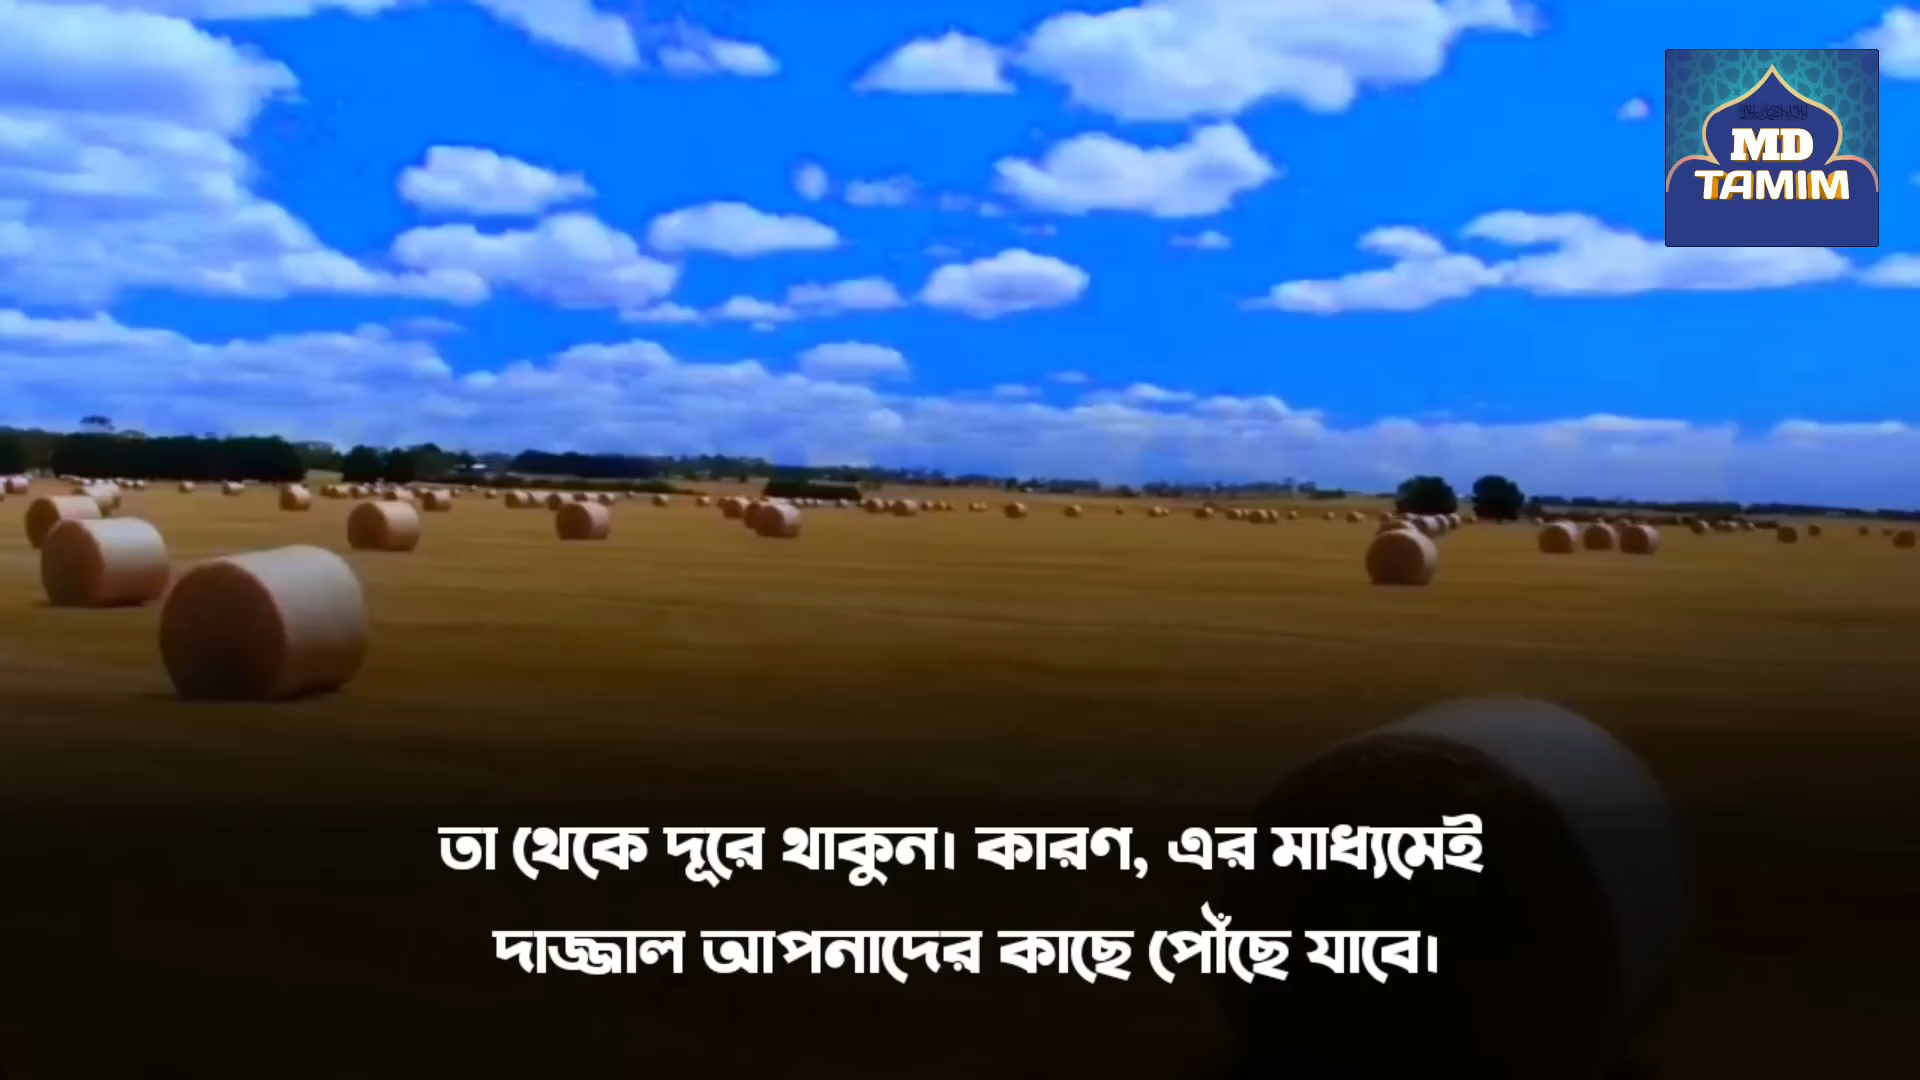 MD
TAMIM
তা থেকে দূরে থাকুন। কারণ, এর মাধ্যমেই
দাজ্জাল আপনাদের কাছে পৌঁছে যাবে।